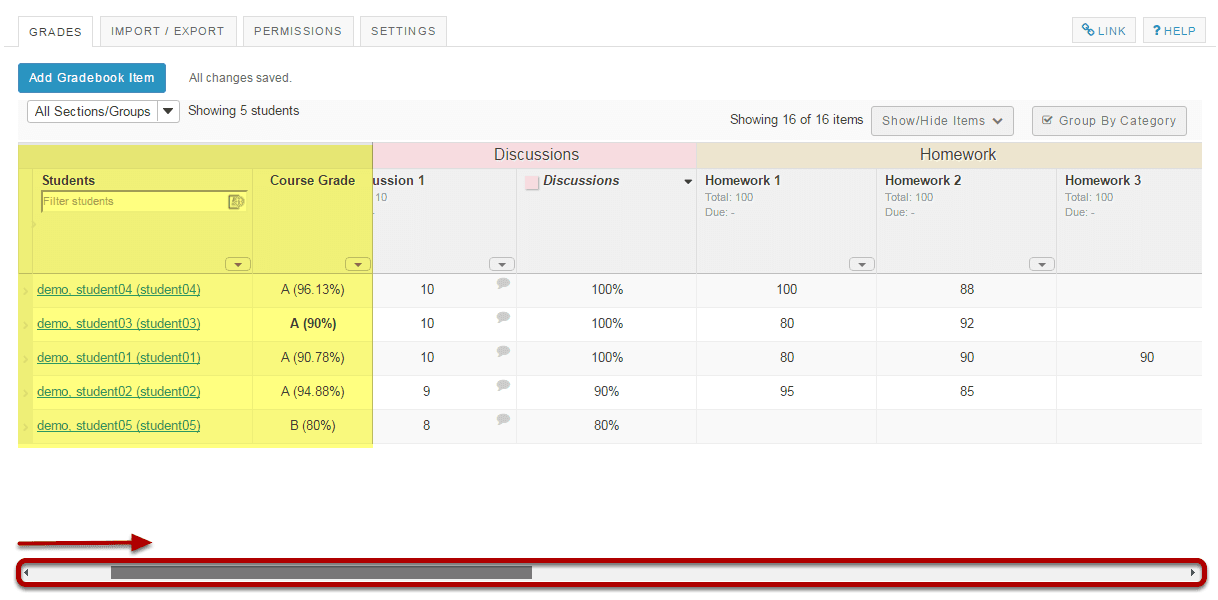 GRADES IMPORT / EXPORT PERMISSIONS SETTINGS LINK ? HELP
Add Gradebook Item All changes saved.
All Sections/Groups Showing 5 students
Showing 16 of 16 items Show/Hide Items Group By Category
Discussions Homework
Students Course Grade ussion 1 Discussions Homework 1 Homework 2 Homework 3
Filter students 10 Total: 100 Total: 100 Total: 100
- Due: - Due: - Due: -
demo, student04 (student04) A (96.13%) 10 100% 100 88
demo, student03 (student03) A (90%) 10 100% 80 92
demo, student01 (student01) A (90.78%) 10 100% 80 90 90
demo, student02 (student02) A (94.88%) 9 90% 95 85
demo, student05 (student05) B (80%) 8 80%